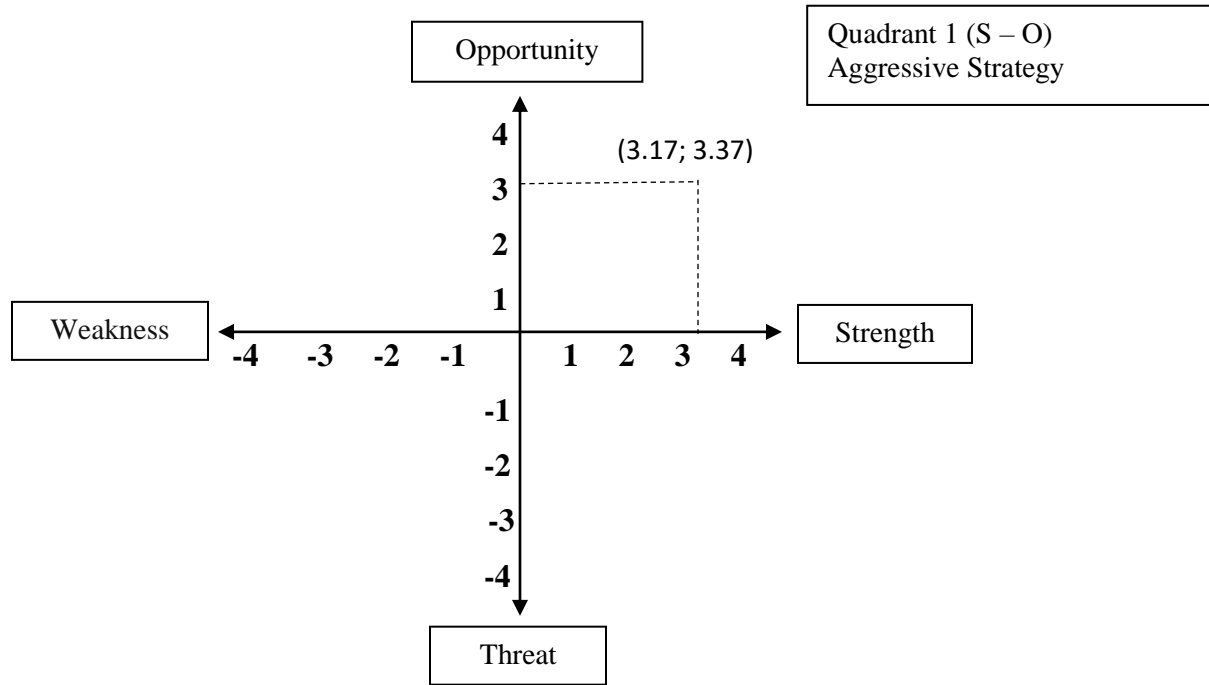 Opportunity
Quadrant 1 (S – O)
Aggressive Strategy
4
(3.17; 3.37)
3
2
1
Weakness
Strength
-4 -3 -2 -1 1 2 3 4
-1
-2
-3
-4
Threat